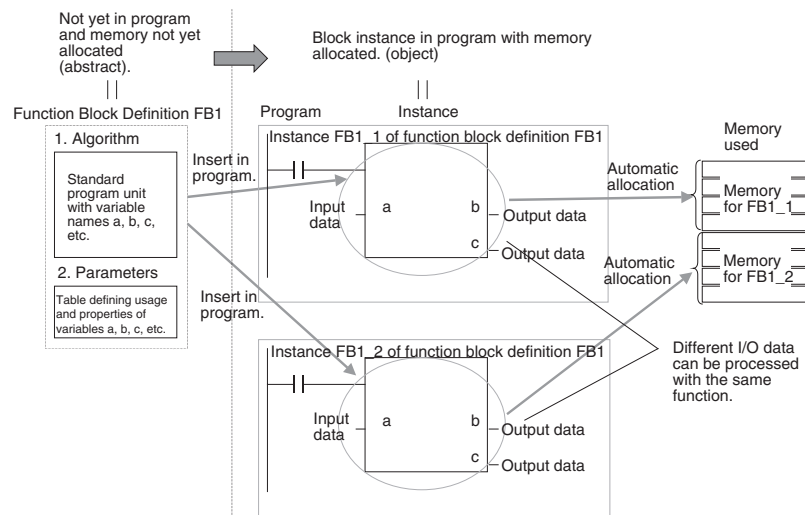 Not yet in program
and memory not yet
allocated
(abstract).
Block instance in program with memory
allocated. (object)
Function Block Definition FB1
Program
Instance
1. Algorithm
Standard
program unit
with variable
names a, b, c,
etc.
2. Parameters
Table defining usage
and properties of
variables a, b, c, etc.
Insert in
program.
Insert in
program.
Instance FB1_1 of function block definition FB1
Input
data
a
b
c
Output data
Output data
Instance FB1_2 of function block definition FB1
Input
data
a
b
c
Output data
Output data
Automatic
allocation
Automatic
allocation
Memory
used
Memory
for FB1_1
Memory
for FB1_2
Different I/O data
can be processed
with the same
function.